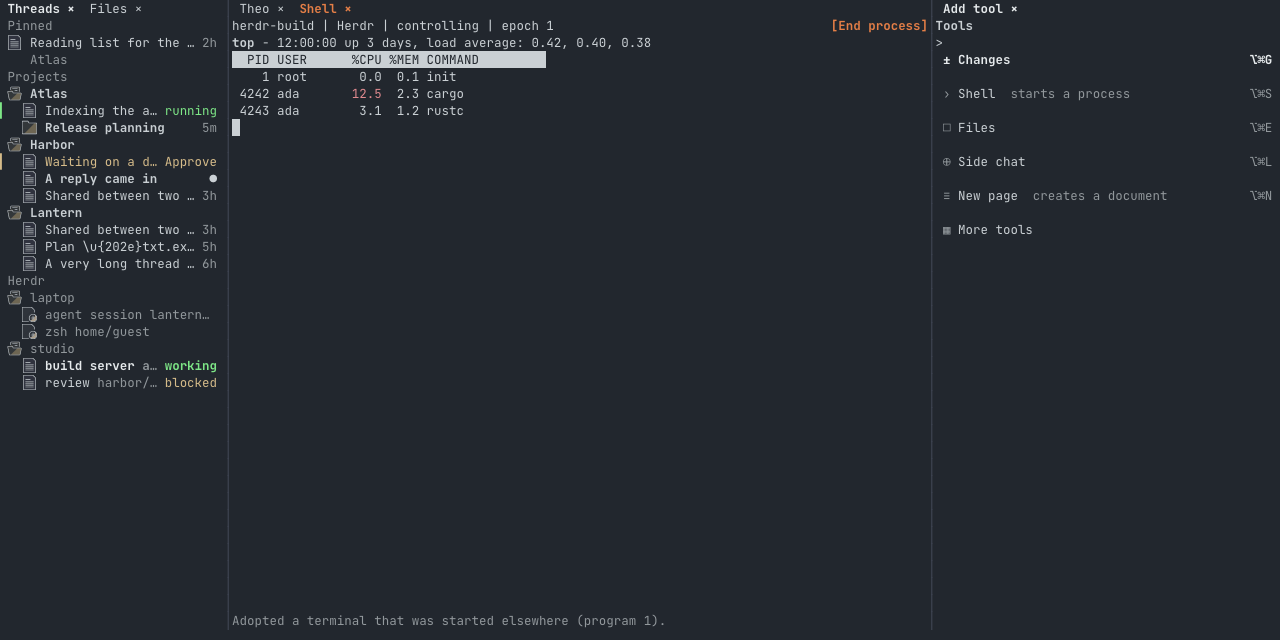 Threads × Files ×
Pinned
Reading list for the … 2h
Atlas
Projects
Atlas
Indexing the a… running
Release planning 5m
Harbor
Waiting on a d… Approve
A reply came in ●
Shared between two … 3h
Lantern
Shared between two … 3h
Plan \u{202e}txt.ex… 5h
A very long thread … 6h
Herdr
laptop
agent session lantern…
zsh home/guest
studio
build server a… working
review harbor/… blocked
Theo × Shell ×
herdr-build | Herdr | controlling | epoch 1 [End process]
top - 12:00:00 up 3 days, load average: 0.42, 0.40, 0.38
PID USER %CPU %MEM COMMAND
1 root 0.0 0.1 init
4242 ada 12.5 2.3 cargo
4243 ada 3.1 1.2 rustc
Adopted a terminal that was started elsewhere (program 1).
Add tool ×
Tools
>
± Changes ⌥⌘G
› Shell starts a process ⌥⌘S
□ Files ⌥⌘E
⊕ Side chat ⌥⌘L
≡ New page creates a document ⌥⌘N
▦ More tools